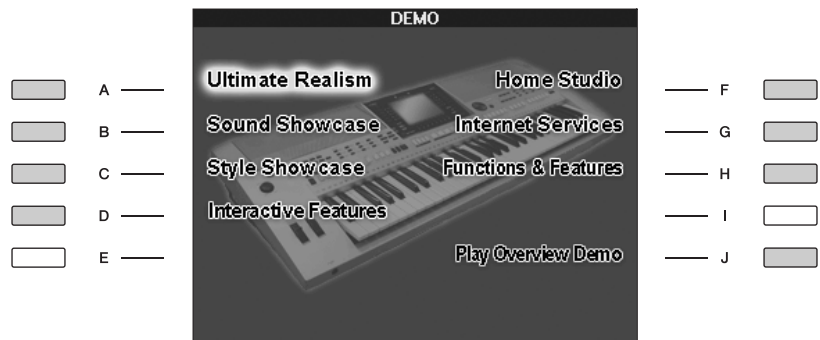 DEMO
A Ultimate Realism Home Studio F
B Sound Showcase Internet Services G
C Style Showcase Functions & Features H
D Interactive Features I
E Play Overview Demo J